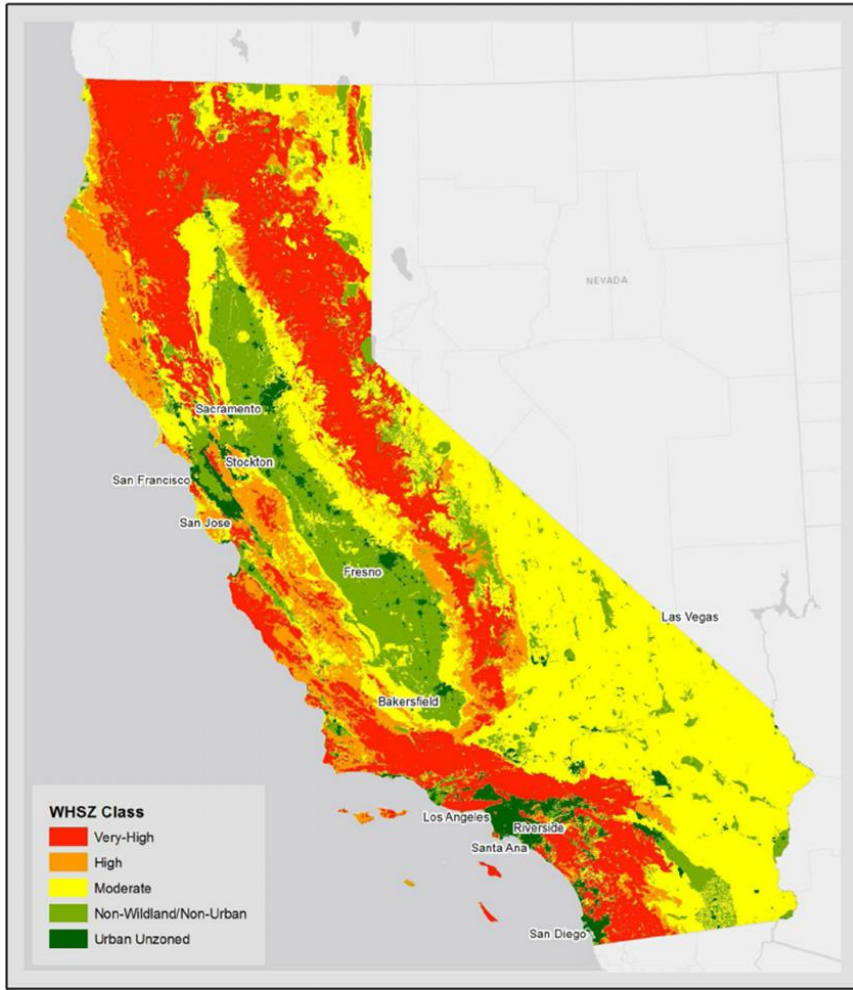 NEVADA
Sacramento
Stockton
San Francisco
San Jose
Fresno
Las Vegas
Bakersfield
Los Angeles
Riverside
Santa Ana
San Diego
WHSZ Class
Very-High
High
Moderate
Non-Wildland/Non-Urban
Urban Unzoned